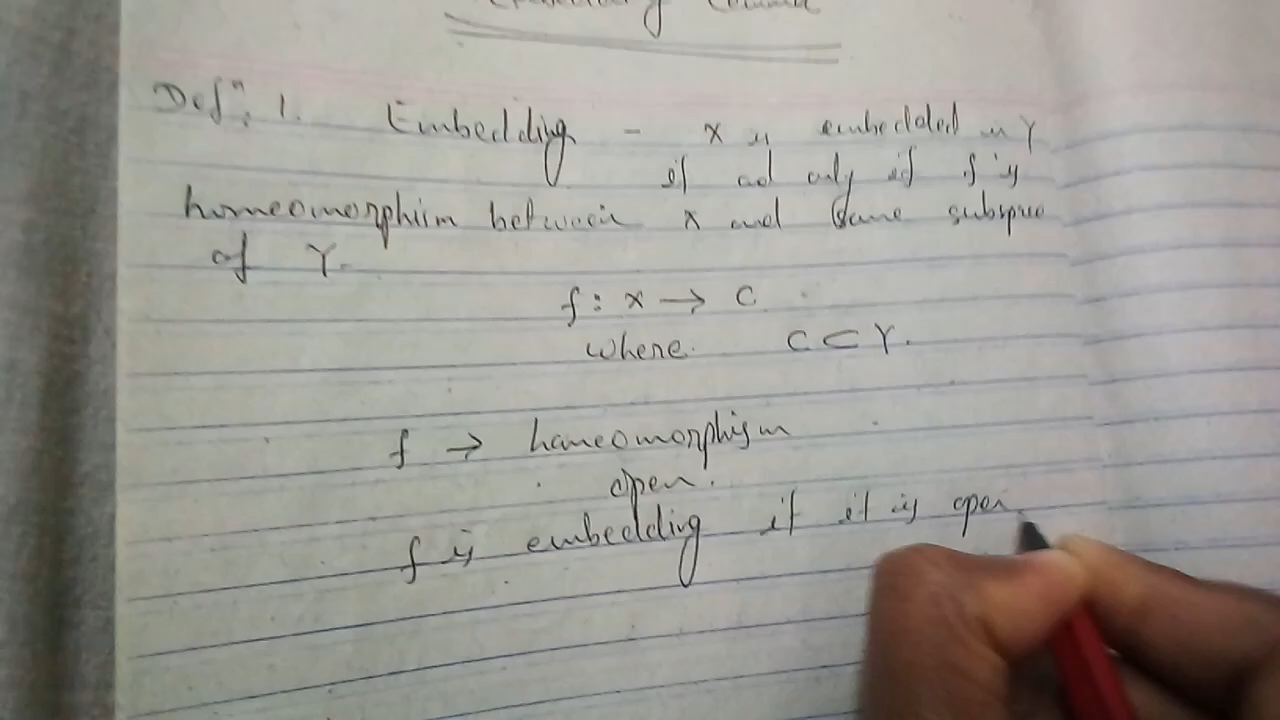 Defⁿ: 1. Embedding - X is embedded in Y
if and only if f is
homeomorphism between X and some subspace
of Y.
f : X → C
where C ⊂ Y.
f → homeomorphism
open.
f is embedding if it is open